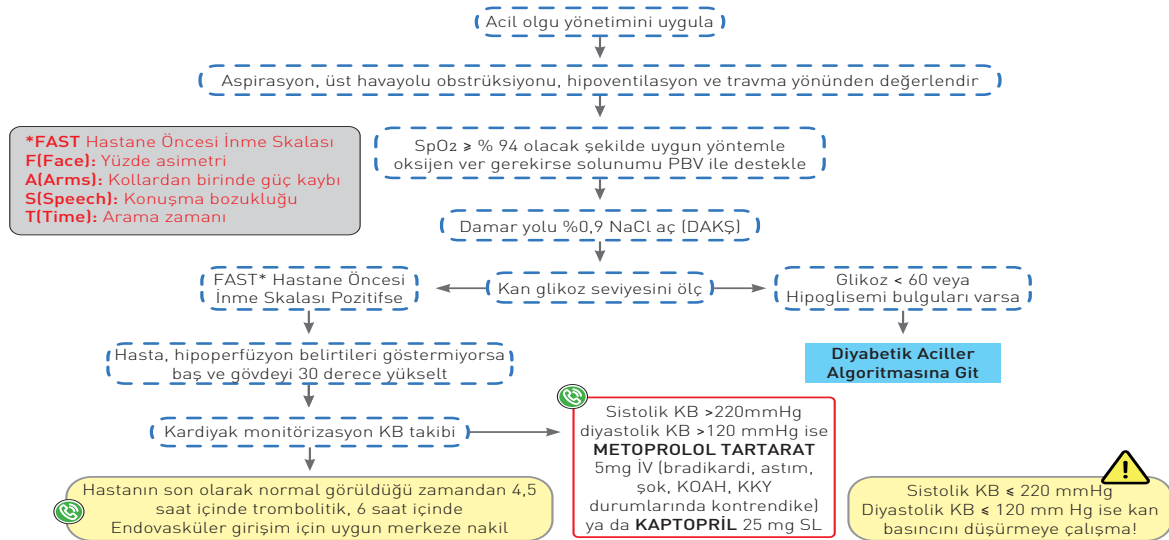 Acil olgu yönetimini uygula
Aspirasyon, üst havayolu obstrüksiyonu, hipoventilasyon ve travma yönünden değerlendir
*FAST Hastane Öncesi İnme Skalası
F(Face): Yüzde asimetri
A(Arms): Kollardan birinde güç kaybı
S(Speech): Konuşma bozukluğu
T(Time): Arama zamanı
SpO2 ⩾ % 94 olacak şekilde uygun yöntemle
oksijen ver gerekirse solunumu PBV ile destekle
Damar yolu %0,9 NaCl aç (DAKŞ)
FAST* Hastane Öncesi
İnme Skalası Pozitifse
Kan glikoz seviyesini ölç
Glikoz < 60 veya
Hipoglisemi bulguları varsa
Hasta, hipoperfüzyon belirtileri göstermiyorsa
baş ve gövdeyi 30 derece yükselt
Diyabetik Aciller
Algoritmasına Git
Kardiyak monitörizasyon KB takibi
Sistolik KB >220mmHg
diyastolik KB >120 mmHg ise
METOPROLOL TARTARAT
5mg İV (bradikardi, astım,
şok, KOAH, KKY
durumlarında kontrendike)
ya da KAPTOPRİL 25 mg SL
Hastanın son olarak normal görüldüğü zamandan 4,5
saat içinde trombolitik, 6 saat içinde
Endovasküler girişim için uygun merkeze nakil
Sistolik KB ⩽ 220 mmHg
Diyastolik KB ⩽ 120 mm Hg ise kan
basıncını düşürmeye çalışma!